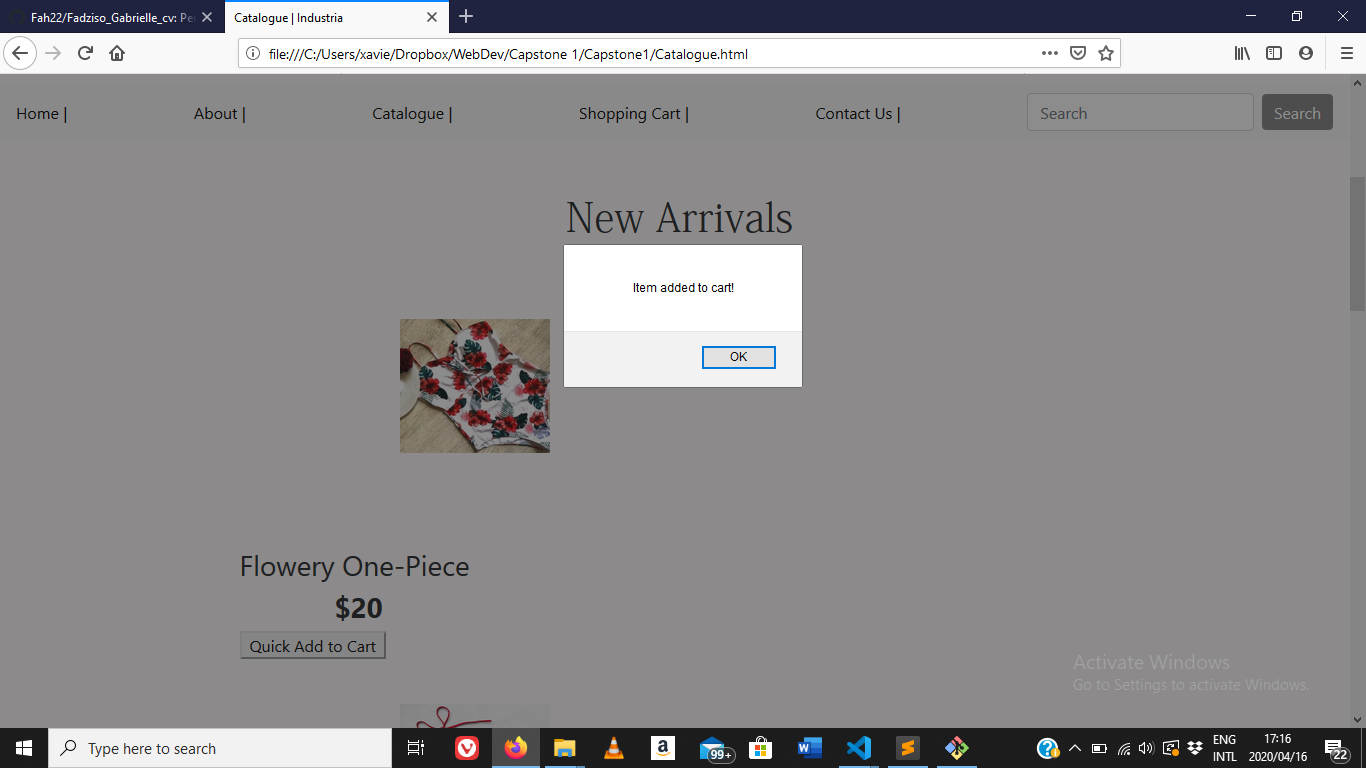 Fah22/Fadziso_Gabrielle_cv: Pe
Catalogue | Industria
file:///C:/Users/xavie/Dropbox/WebDev/Capstone 1/Capstone1/Catalogue.html
Home |
About |
Catalogue |
Shopping Cart |
Contact Us |
Search
Search
New Arrivals
Item added to cart!
OK
Flowery One-Piece
$20
Quick Add to Cart
Activate Windows
Go to Settings to activate Windows.
Type here to search
a
99+
W
ENG
INTL
17:16
2020/04/16
22